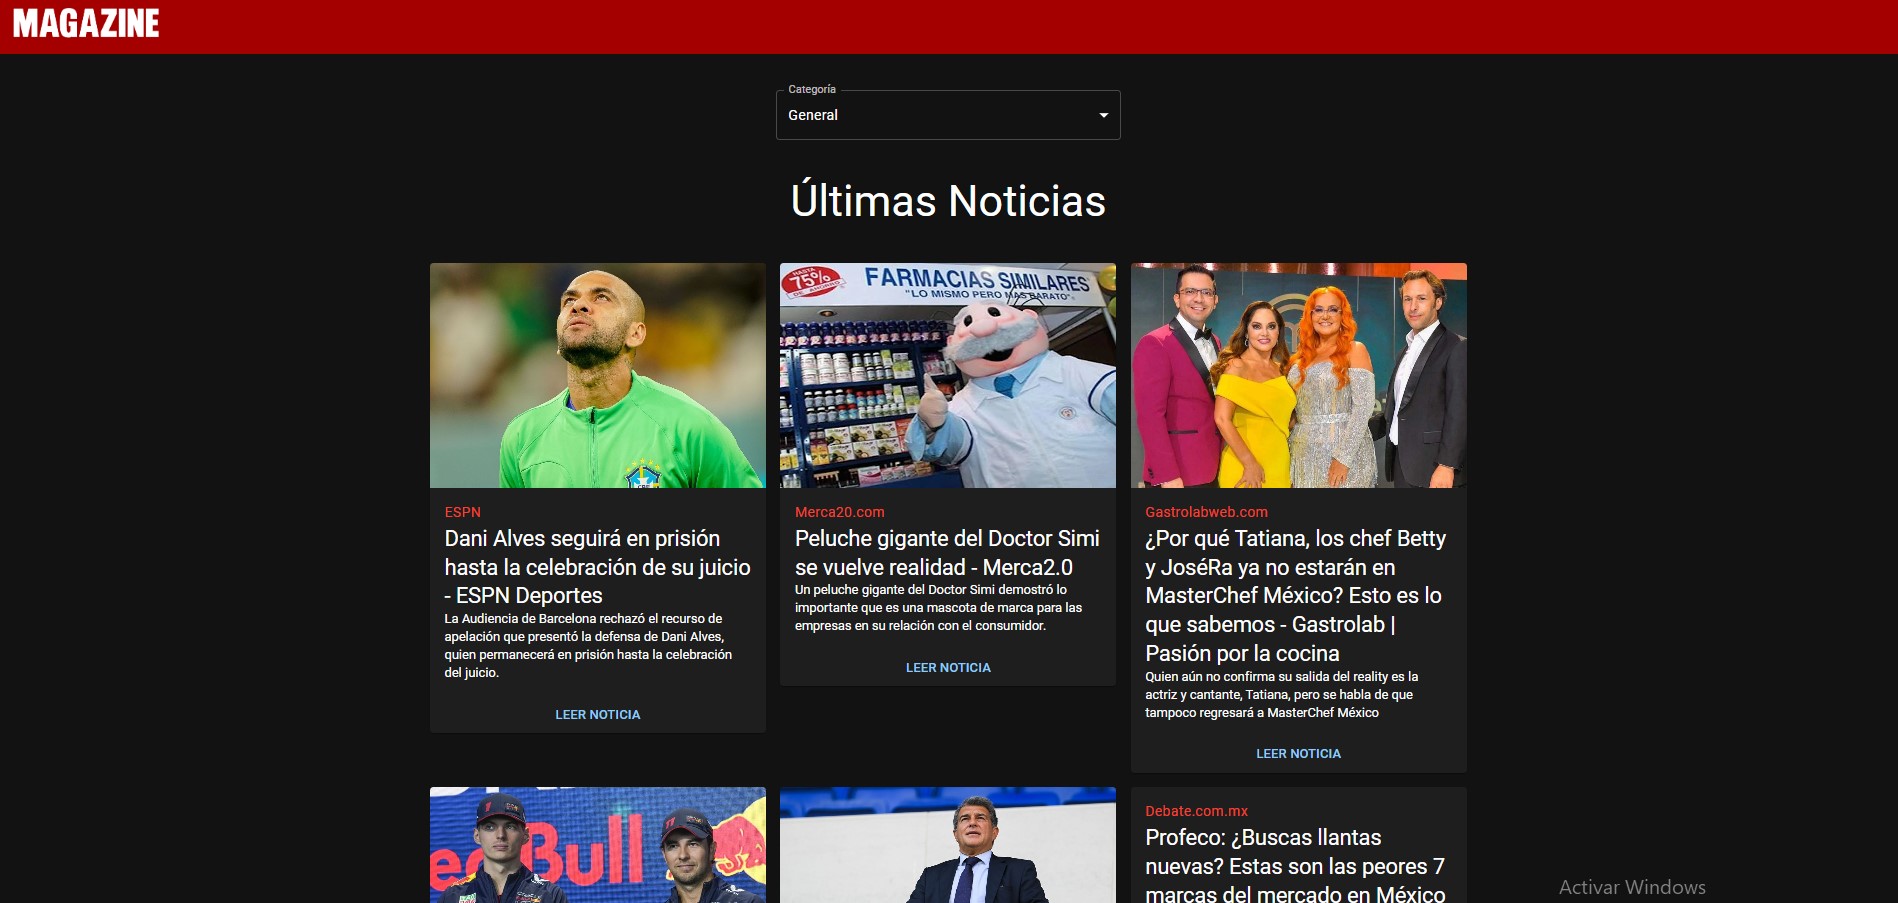 MAGAZINE
Categoría
General
Últimas Noticias
HASTA
75%
DE AHORRO
FARMACIAS SIMILARES
"LO MISMO PERO MAS BARATO"
ESPN
Dani Alves seguirá en prisión
hasta la celebración de su juicio
- ESPN Deportes
La Audiencia de Barcelona rechazó el recurso de
apelación que presentó la defensa de Dani Alves,
quien permanecerá en prisión hasta la celebración
del juicio.
LEER NOTICIA
Merca20.com
Peluche gigante del Doctor Simi
se vuelve realidad - Merca2.0
Un peluche gigante del Doctor Simi demostró lo
importante que es una mascota de marca para las
empresas en su relación con el consumidor.
LEER NOTICIA
Gastrolabweb.com
¿Por qué Tatiana, los chef Betty
y JoséRa ya no estarán en
MasterChef México? Esto es lo
que sabemos - Gastrolab |
Pasión por la cocina
Quien aún no confirma su salida del reality es la
actriz y cantante, Tatiana, pero se habla de que
tampoco regresará a MasterChef México
LEER NOTICIA
Red Bull
Debate.com.mx
Profeco: ¿Buscas llantas
nuevas? Estas son las peores 7
marcas del mercado en México
Activar Windows